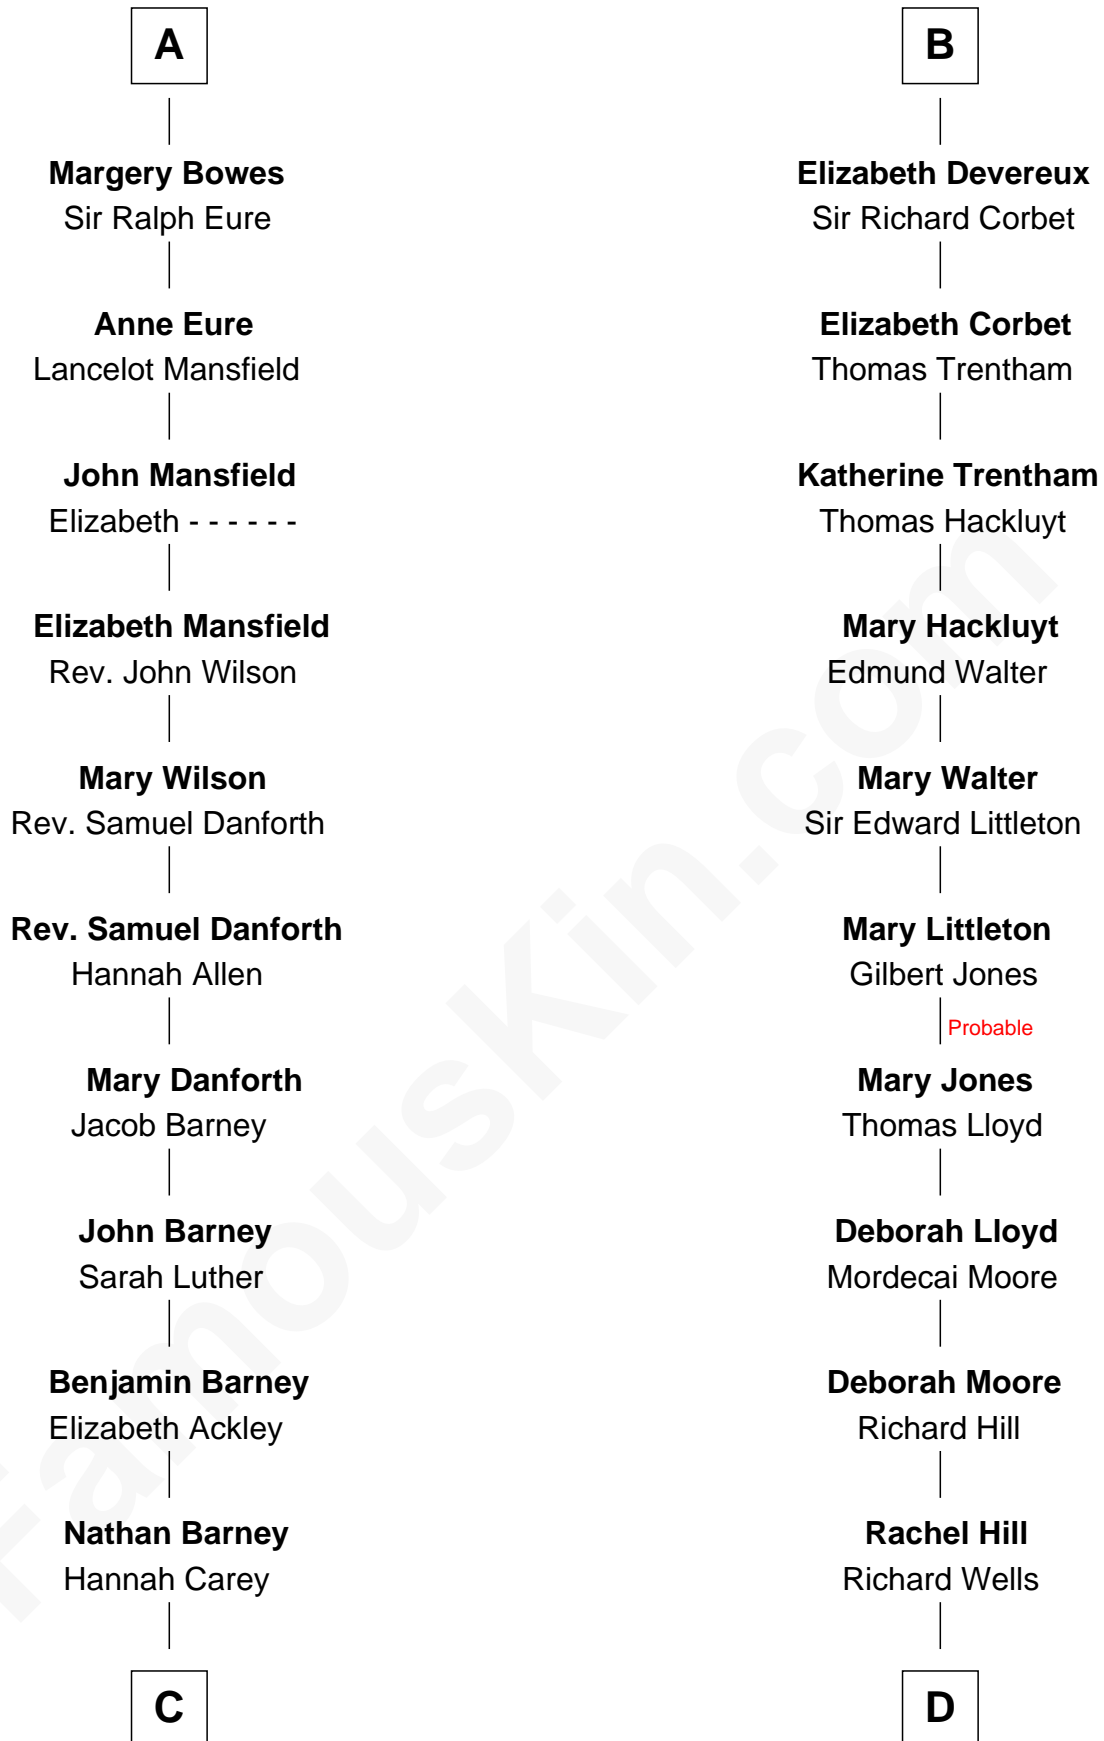 A
Margery Bowes
Sir Ralph Eure
Anne Eure
Lancelot Mansfield
John Mansfield
Elizabeth - - - - - -
Elizabeth Mansfield
Rev. John Wilson
Mary Wilson
Rev. Samuel Danforth
Rev. Samuel Danforth
Hannah Allen
Mary Danforth
Jacob Barney
John Barney
Sarah Luther
Benjamin Barney
Elizabeth Ackley
Nathan Barney
Hannah Carey
C
B
Elizabeth Devereux
Sir Richard Corbet
Elizabeth Corbet
Thomas Trentham
Katherine Trentham
Thomas Hackluyt
Mary Hackluyt
Edmund Walter
Mary Walter
Sir Edward Littleton
Mary Littleton
Gilbert Jones
Probable
Mary Jones
Thomas Lloyd
Deborah Lloyd
Mordecai Moore
Deborah Moore
Richard Hill
Rachel Hill
Richard Wells
D
FamousKin.com